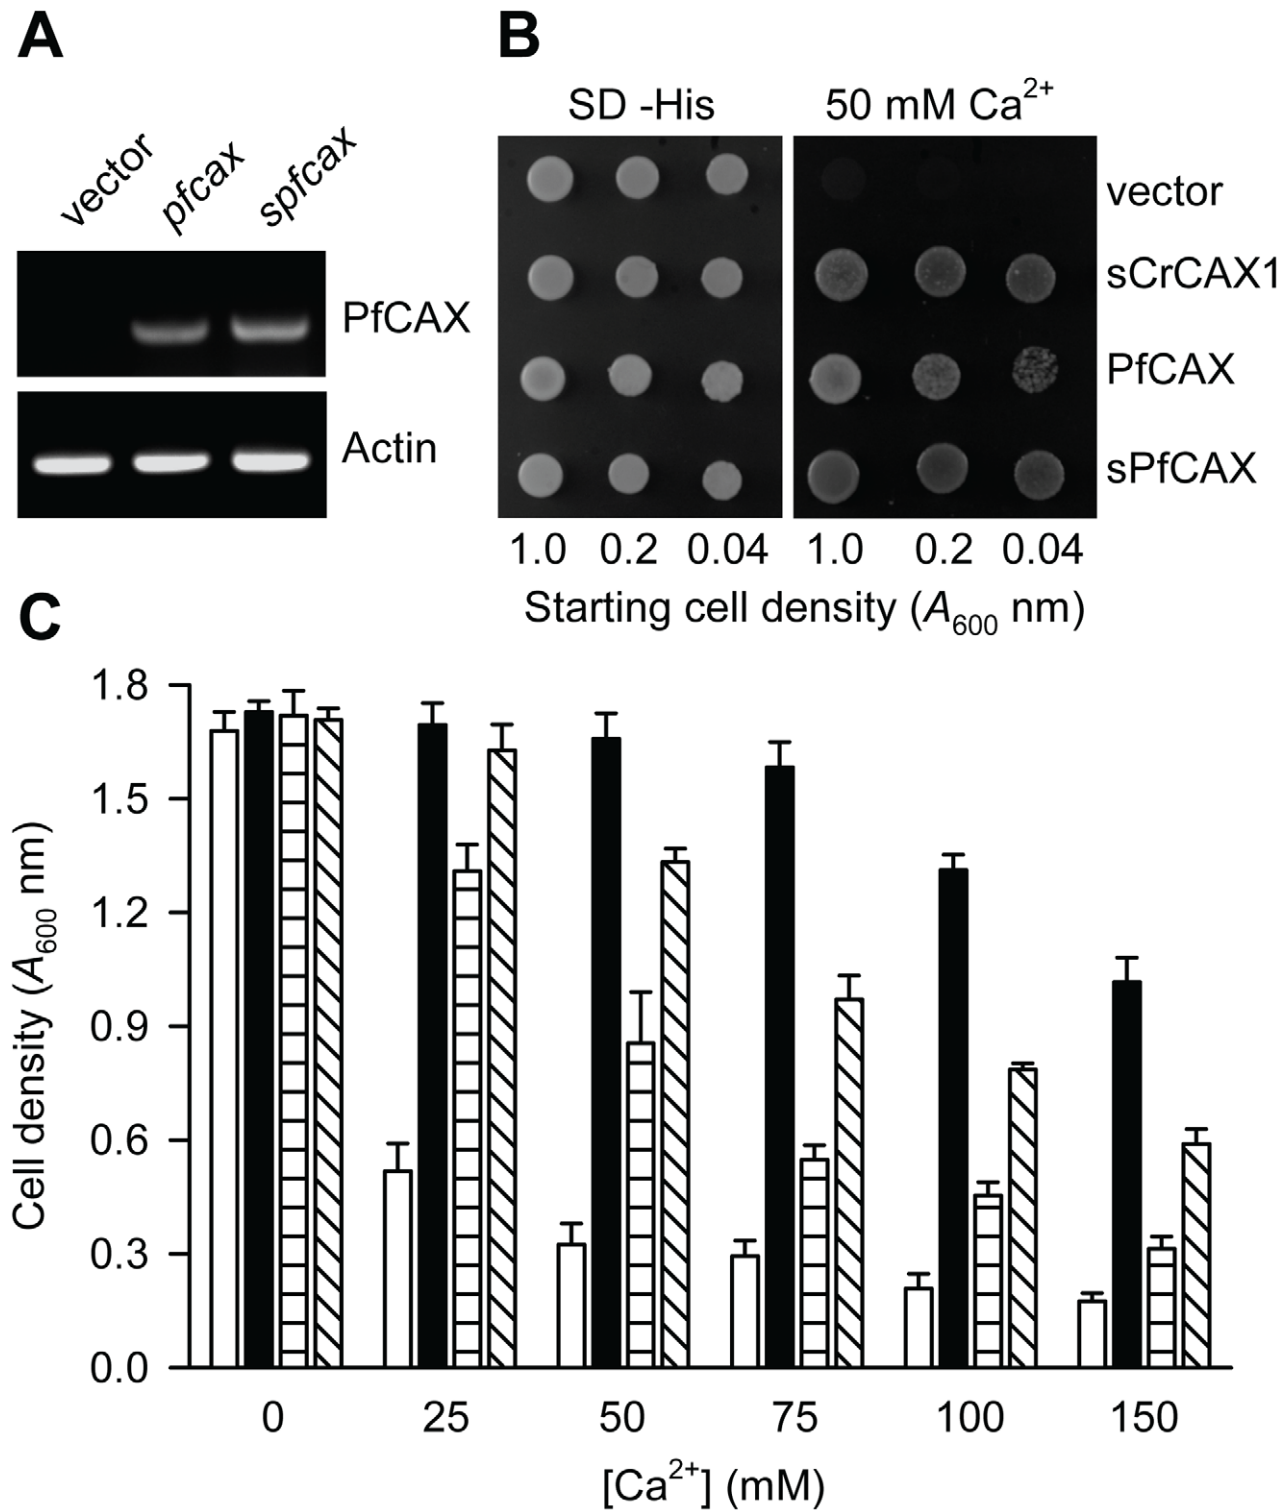 A
vector
pfcax
spfcax
PfCAX
Actin
B
SD -His
50 mM Ca²⁺
vector
sCrCAX1
PfCAX
sPfCAX
1.0 0.2 0.04 1.0 0.2 0.04
Starting cell density (A₆₀₀ nm)
C
Cell density (A₆₀₀ nm)
1.8
1.5
1.2
0.9
0.6
0.3
0.0
0 25 50 75 100 150
[Ca²⁺] (mM)